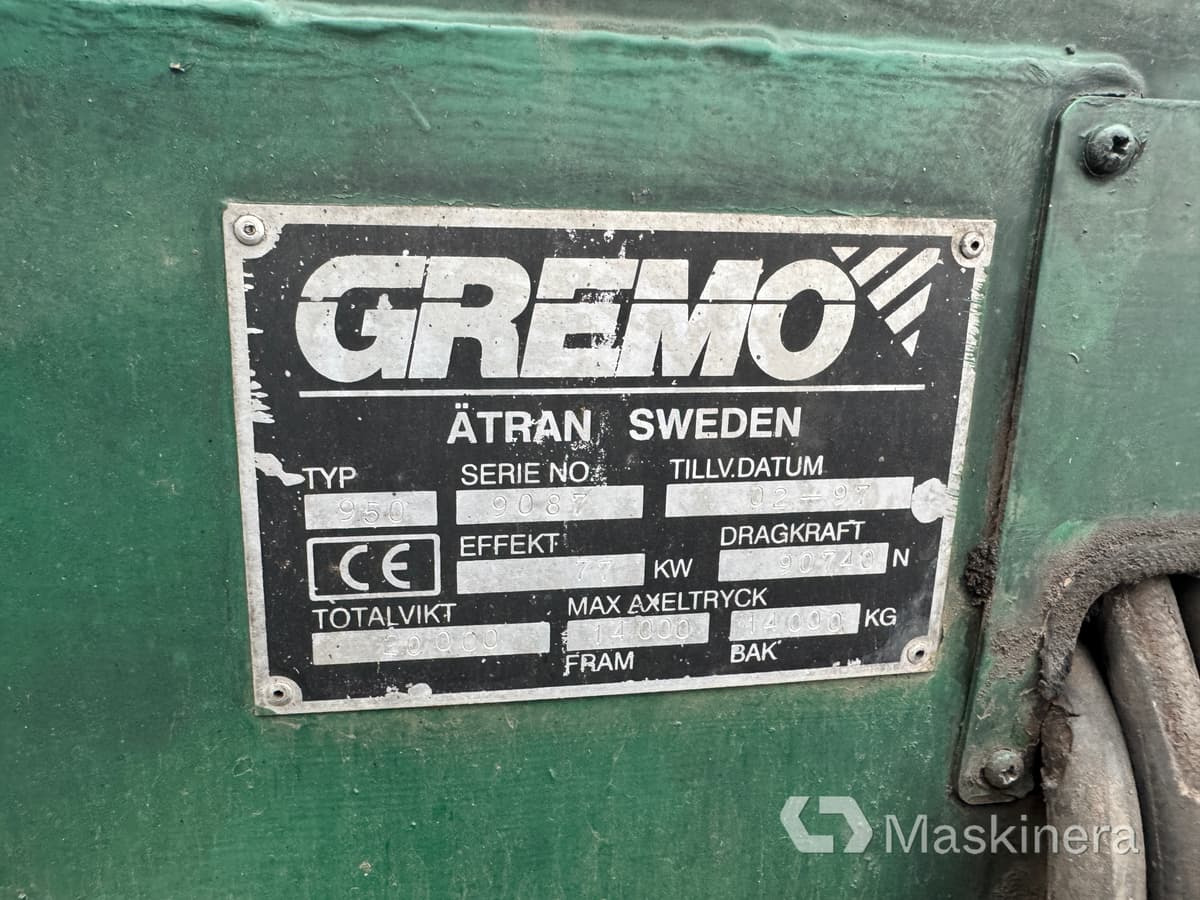 GREMO
ÄTRAN SWEDEN
TYP SERIE NO. TILLV.DATUM
950 9087 02-97
CE EFFEKT DRAGKRAFT
77 KW 90740 N
TOTALVIKT MAX AXELTRYCK
20000 14000 14000 KG
FRAM BAK
Maskinera